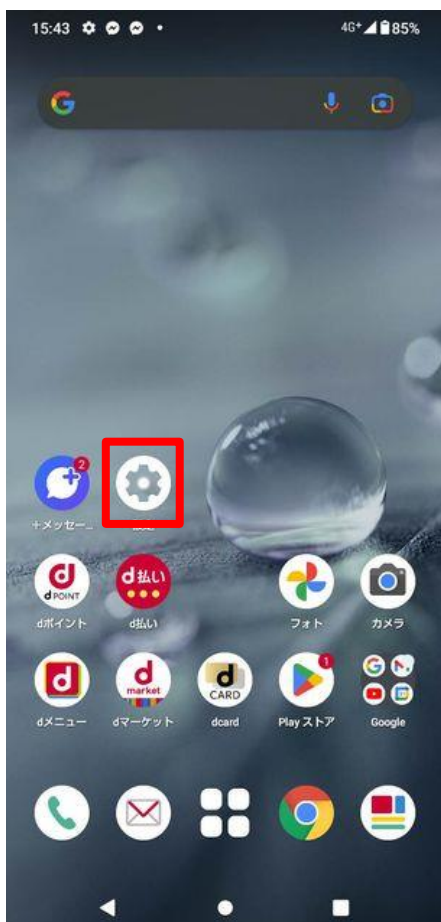 15:43
4G+ 85%
2
+メッセー...
d POINT
d払い
dポイント
d払い
フォト
カメラ
d
d market
d CARD
1
dメニュー
dマーケット
dcard
Play ストア
Google